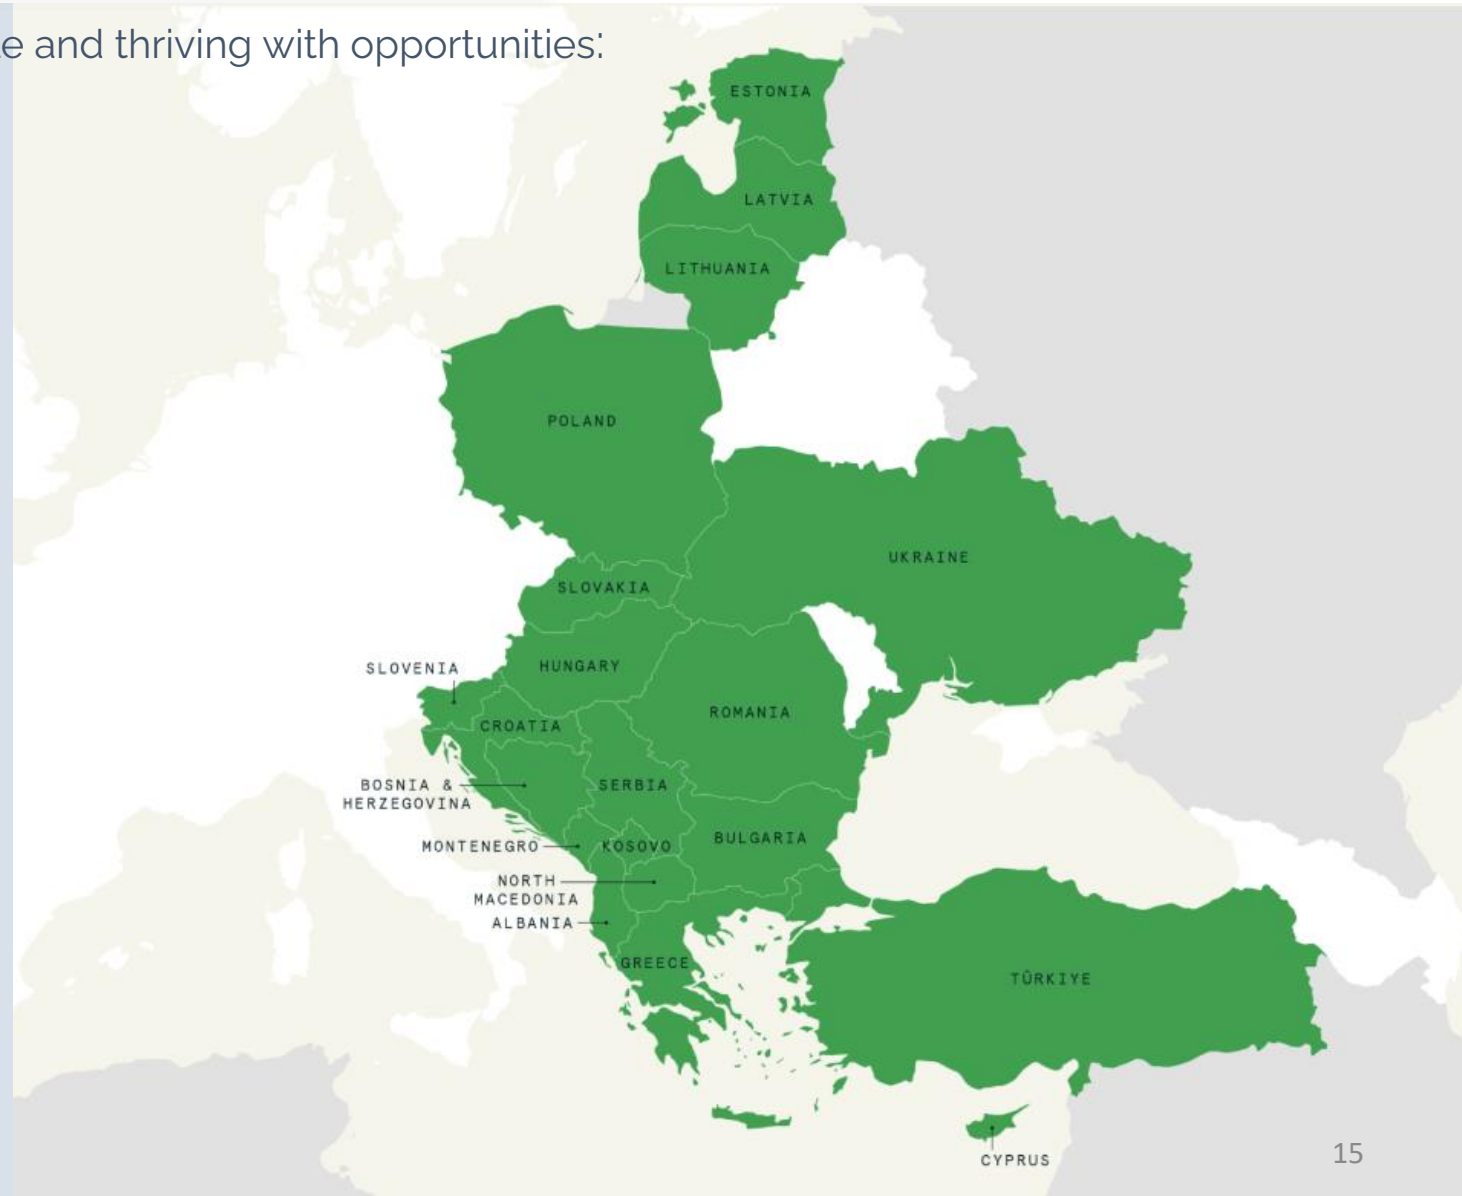 e and thriving with opportunities:
ESTONIA
LATVIA
LITHUANIA
POLAND
UKRAINE
SLOVAKIA
SLOVENIA
HUNGARY
ROMANIA
CROATIA
BOSNIA &
HERZEGOVINA
SERBIA
BULGARIA
MONTENEGRO
KOSOVO
NORTH
MACEDONIA
ALBANIA
GREECE
TÜRKIYE
CYPRUS
15